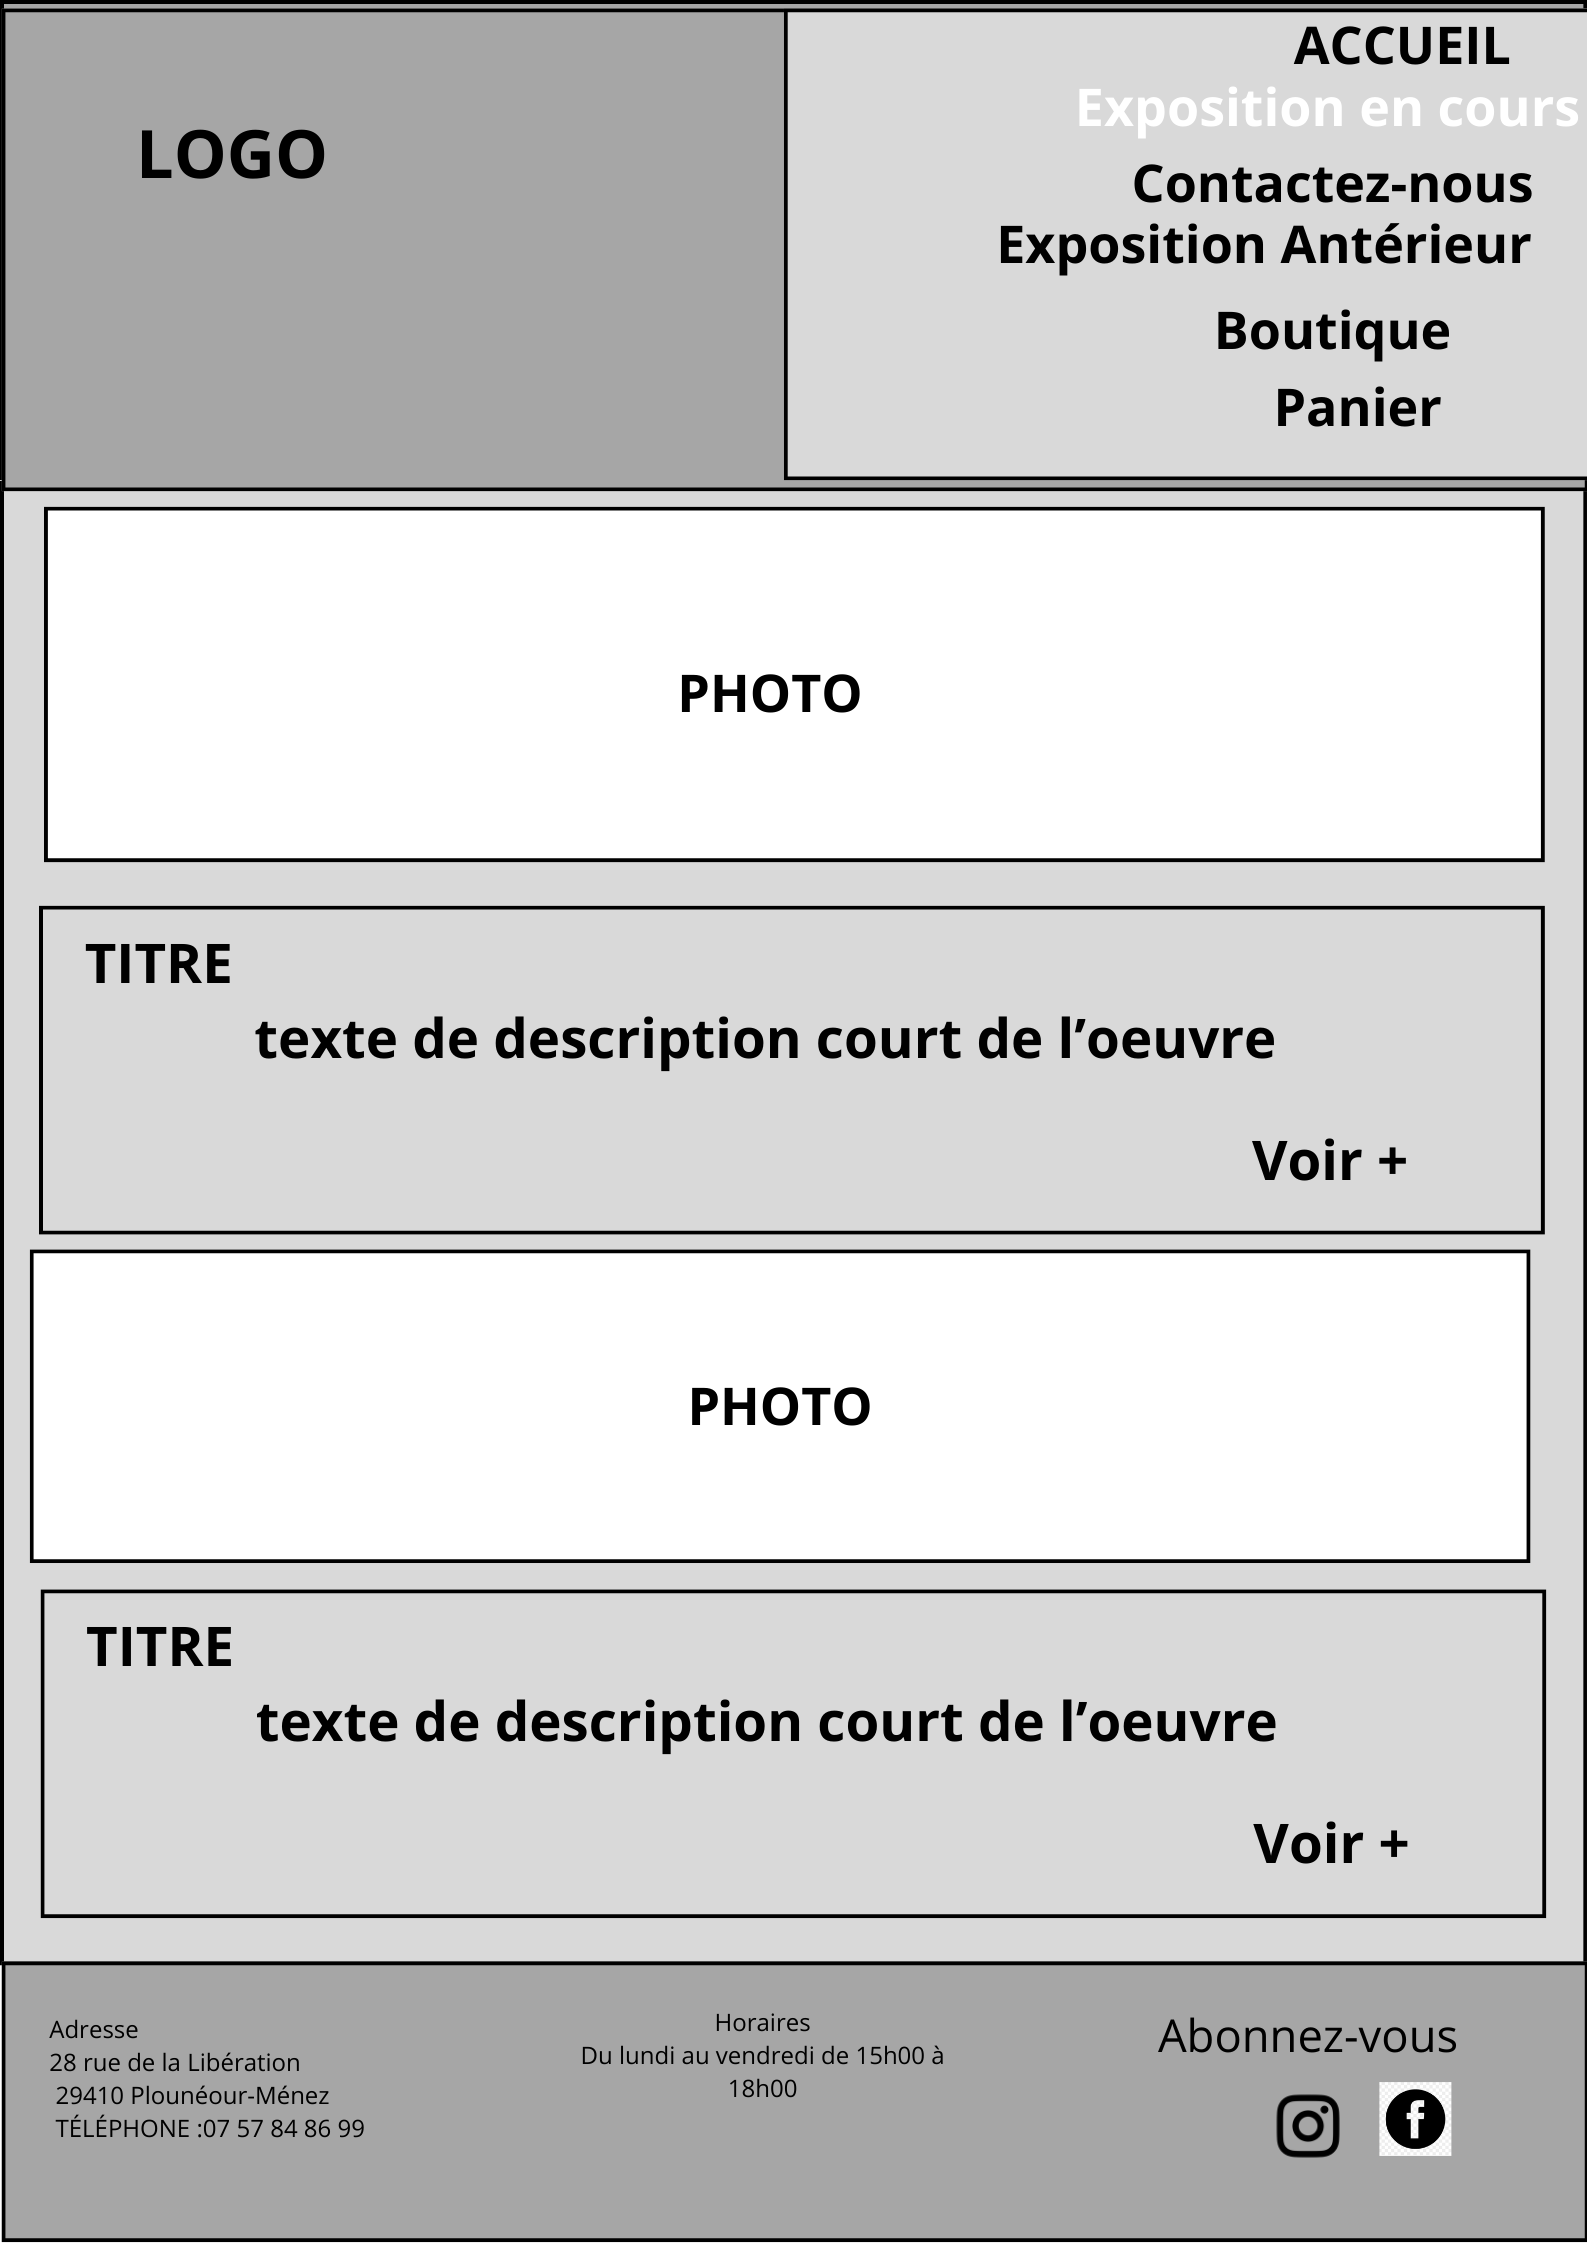 LOGO
ACCUEIL
Exposition en cours
Contactez-nous
Exposition Antérieur
Boutique
Panier
PHOTO
TITRE
texte de description court de l’oeuvre
Voir +
PHOTO
TITRE
texte de description court de l’oeuvre
Voir +
Adresse
28 rue de la Libération
29410 Plounéour-Ménez
TÉLÉPHONE :07 57 84 86 99
Horaires
Du lundi au vendredi de 15h00 à
18h00
Abonnez-vous